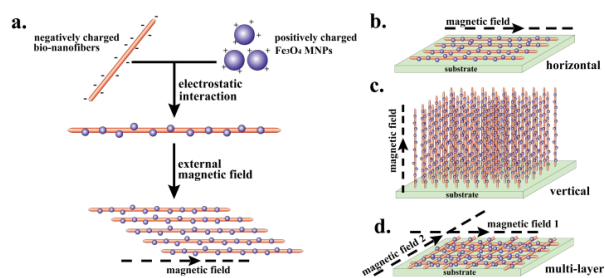 a.
negatively charged
bio-nanofibers
positively charged
Fe3O4 MNPs
electrostatic
interaction
external
magnetic field
magnetic field
b.
magnetic field
substrate
horizontal
c.
magnetic field
substrate
vertical
d.
magnetic field 1
magnetic field 2
substrate
multi-layer